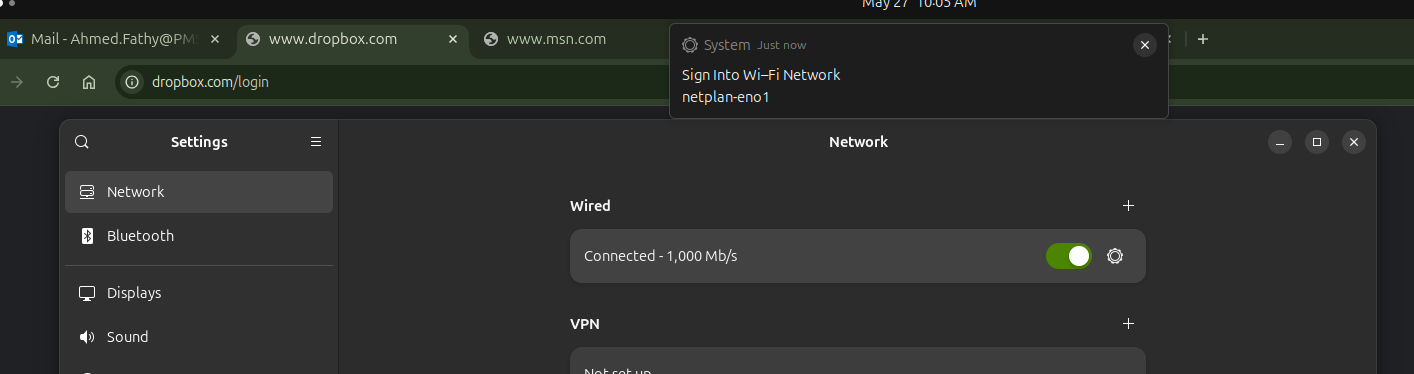 May 27 10:05 AM
Mail - Ahmed.Fathy@PM
www.dropbox.com
www.msn.com
dropbox.com/login
System Just now
Sign Into Wi–Fi Network
netplan-eno1
Settings
Network
Bluetooth
Displays
Sound
Network
Wired
Connected - 1,000 Mb/s
VPN
Not set up